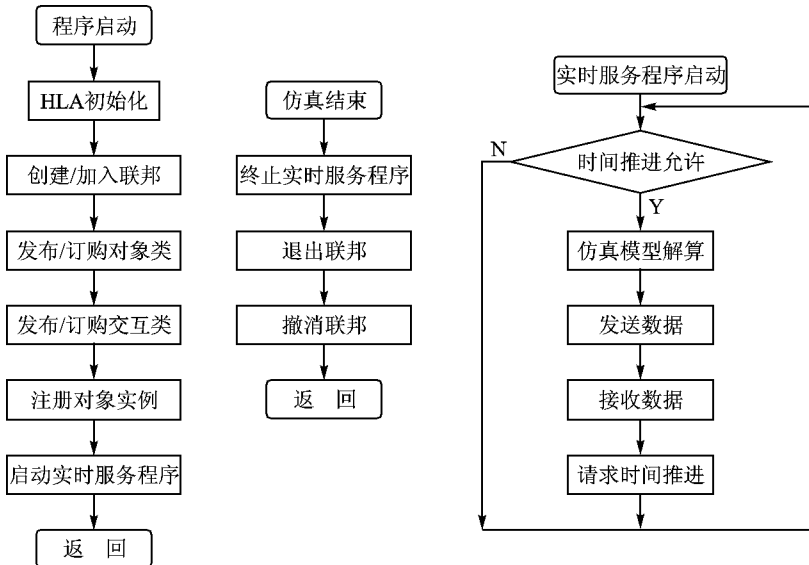 程序启动
HLA初始化
创建/加入联邦
发布/订购对象类
发布/订购交互类
注册对象实例
启动实时服务程序
返 回
仿真结束
终止实时服务程序
退出联邦
撤消联邦
返 回
实时服务程序启动
N
时间推进允许
Y
仿真模型解算
发送数据
接收数据
请求时间推进